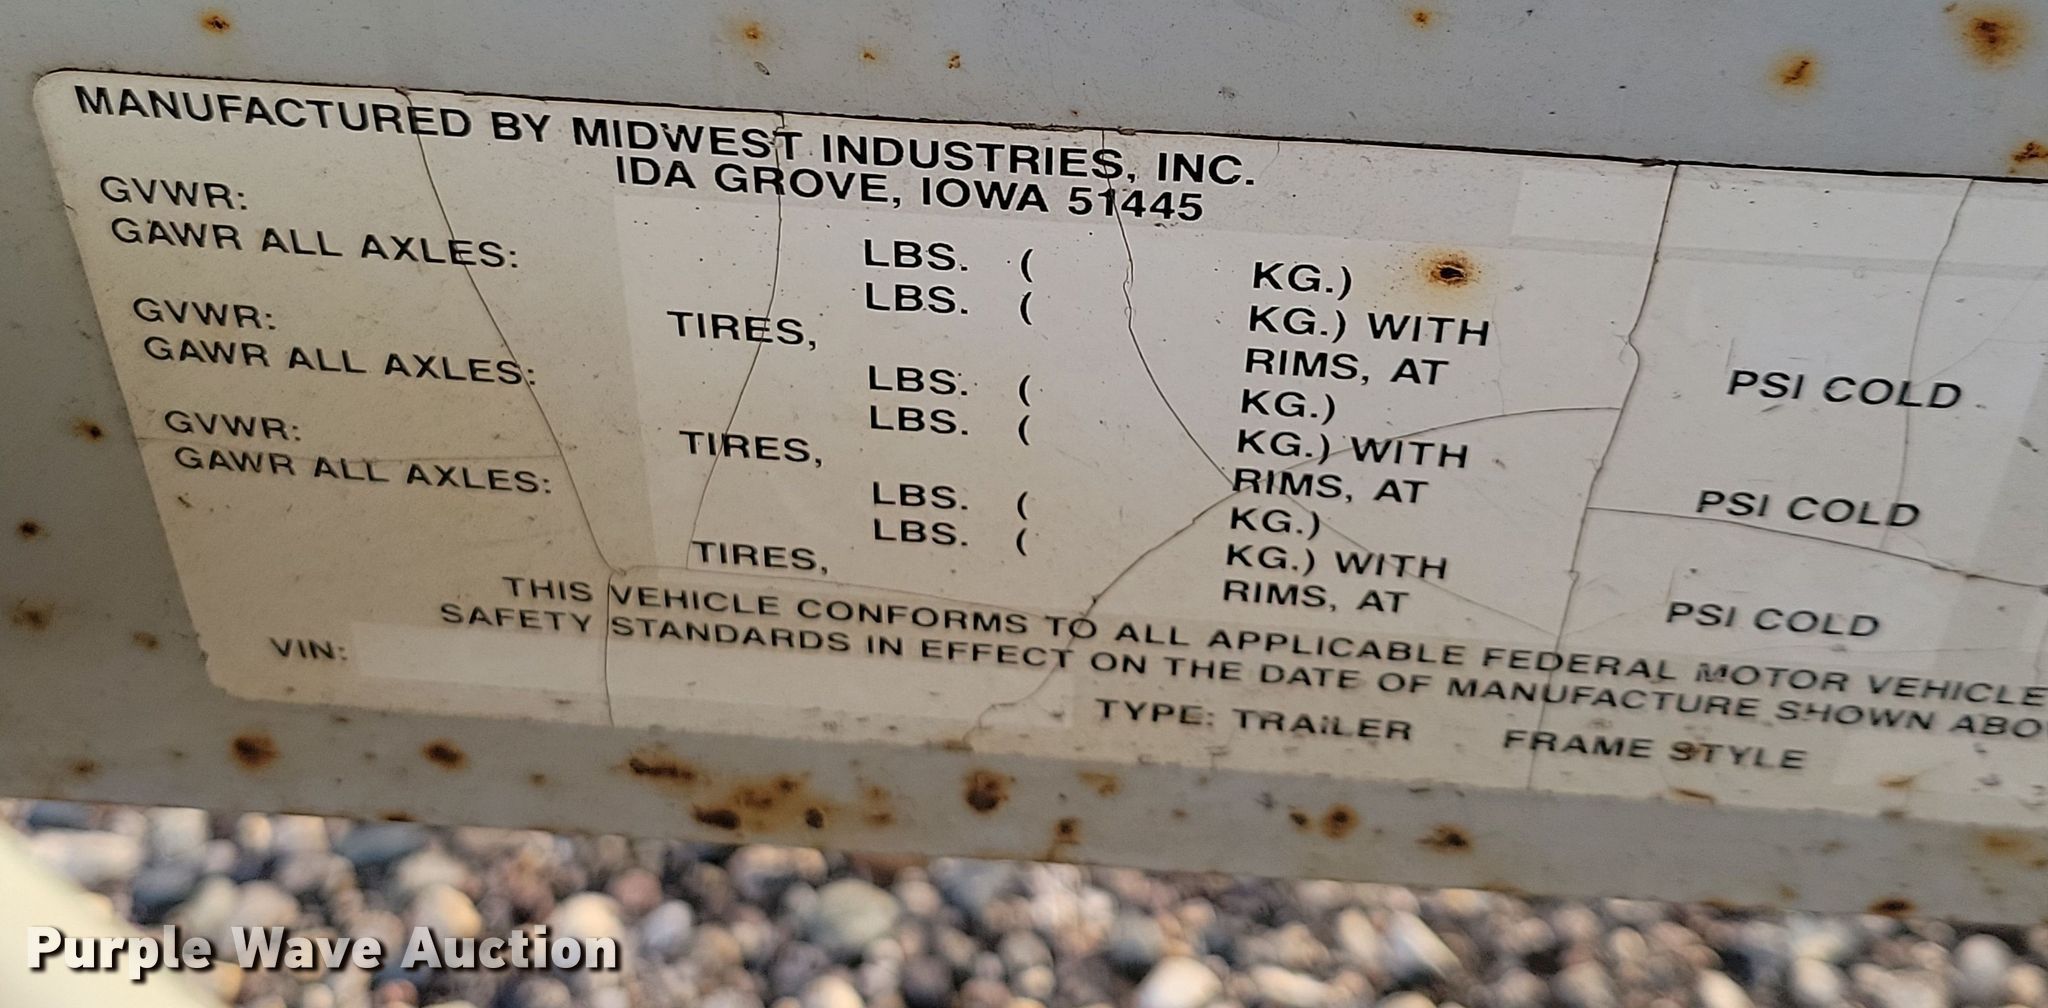 MANUFACTURED BY MIDWEST INDUSTRIES, INC.
IDA GROVE, IOWA 51445
GVWR: LBS. ( KG.)
GAWR ALL AXLES: LBS. ( KG.) WITH
TIRES, RIMS, AT PSI COLD
GVWR: LBS. ( KG.)
GAWR ALL AXLES: LBS. ( KG.) WITH
TIRES, RIMS, AT PSI COLD
GVWR: LBS. ( KG.)
GAWR ALL AXLES: LBS. ( KG.) WITH
TIRES, RIMS, AT PSI COLD
THIS VEHICLE CONFORMS TO ALL APPLICABLE FEDERAL MOTOR VEHICLE
SAFETY STANDARDS IN EFFECT ON THE DATE OF MANUFACTURE SHOWN ABO
VIN: TYPE: TRAILER FRAME STYLE
Purple Wave Auction